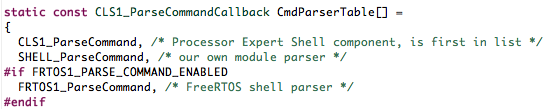 static const CLS1_ParseCommandCallback CmdParserTable[] =
{
  CLS1_ParseCommand, /* Processor Expert Shell component, is first in list */
  SHELL_ParseCommand, /* our own module parser */
#if FRTOS1_PARSE_COMMAND_ENABLED
  FRTOS1_ParseCommand, /* FreeRTOS shell parser */
#endif